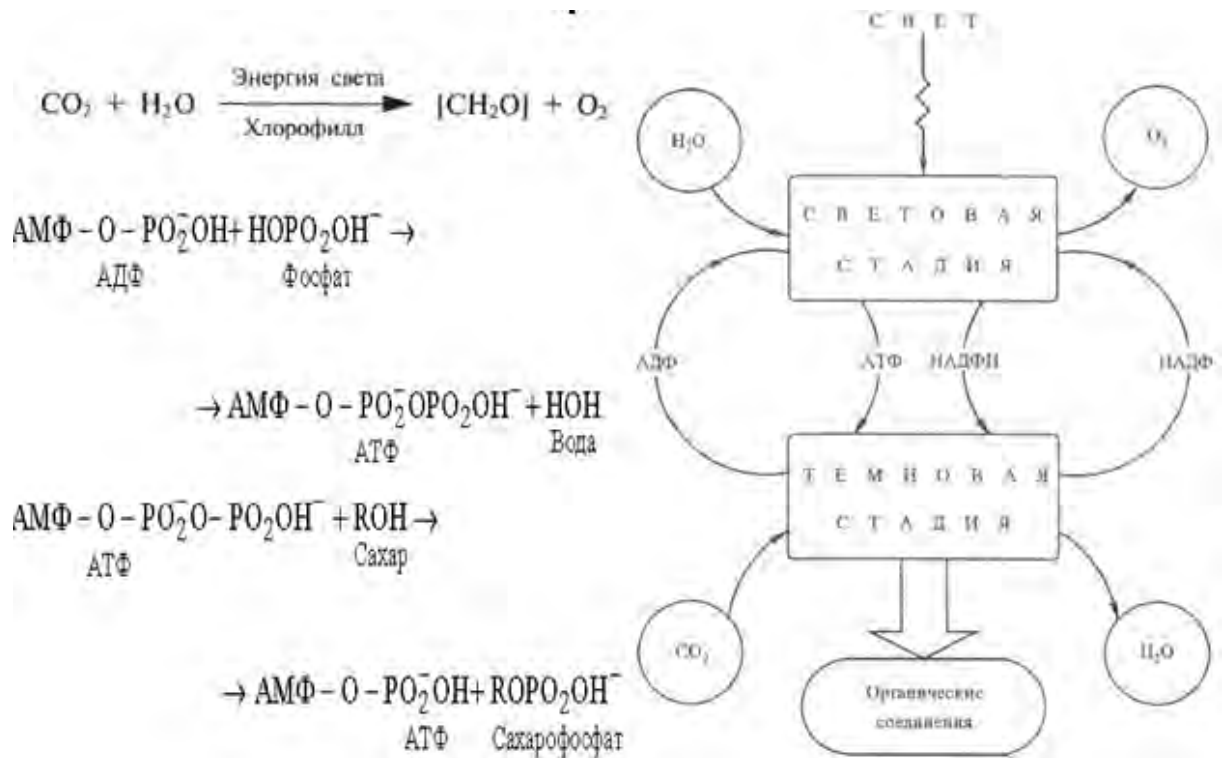 Энергия света
CO₂ + H₂O → [CH₂O] + O₂
Хлорофилл
АМФ – O – PO₂⁻OH + HOPO₂OH⁻ →
АДФ Фосфат
→ АМФ – O – PO₂⁻OPO₂OH⁻ + HOH
АТФ Вода
АМФ – O – PO₂⁻O – PO₂OH⁻ + ROH →
АТФ Сахар
→ АМФ – O – PO₂⁻OH + ROPO₂OH⁻
АТФ Сахарофосфат
СВЕТ
H₂O
O₂
СВЕТОВАЯ
СТАДИЯ
АДФ
АТФ
НАДФН
НАДФ
ТЕМНОВАЯ
СТАДИЯ
CO₂
H₂O
Органические
соединения